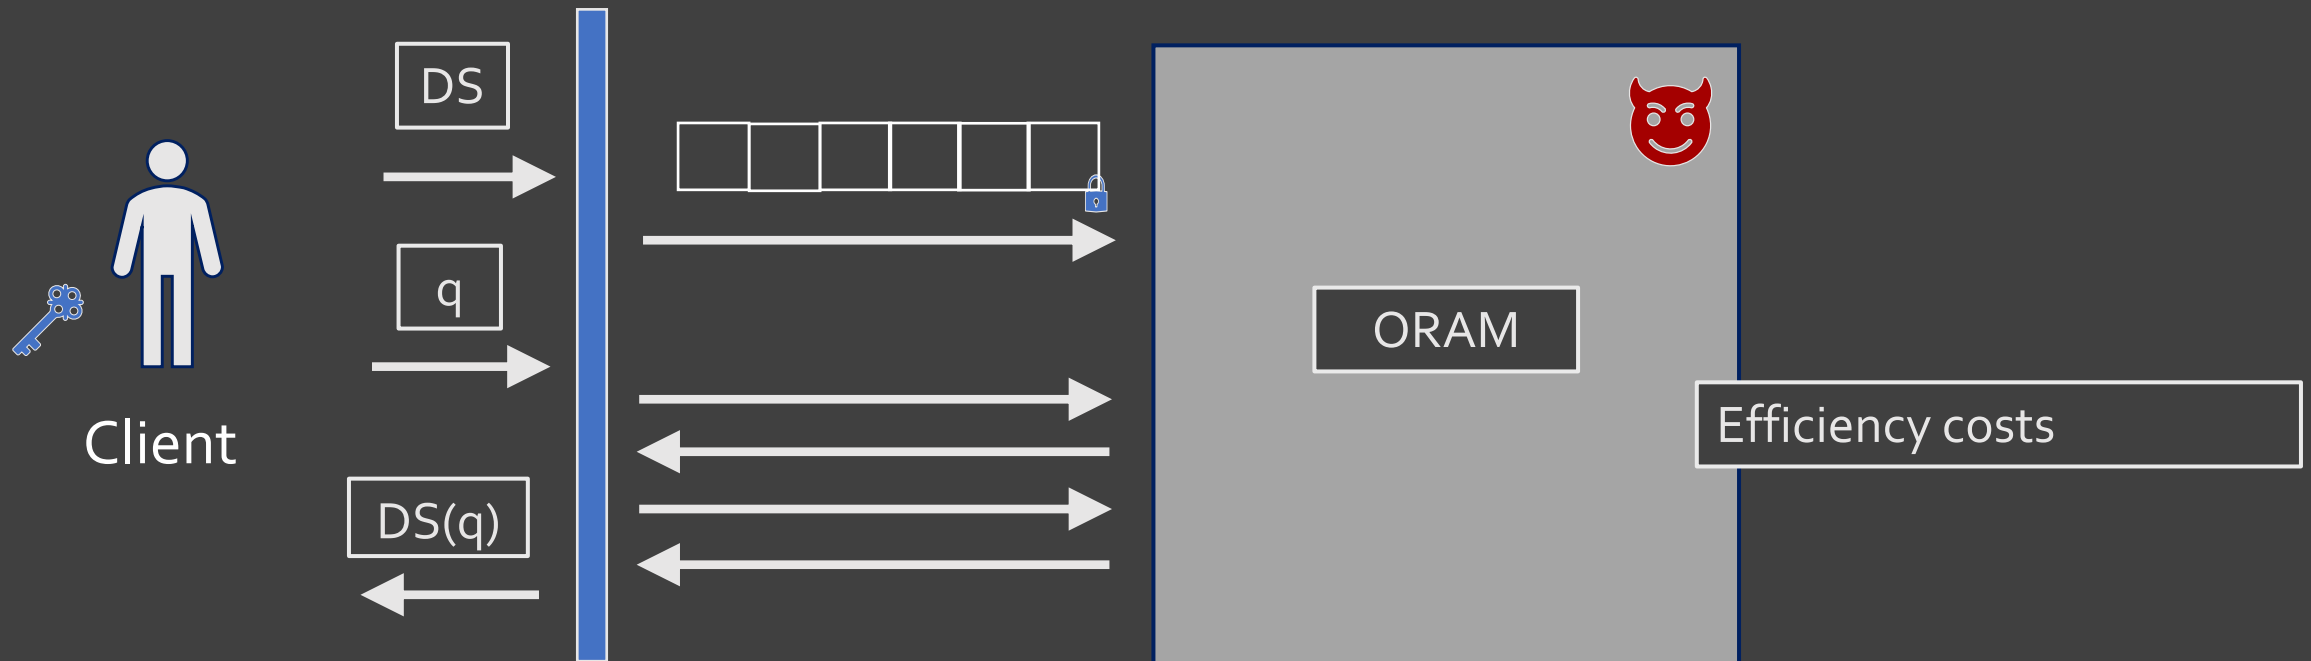 DS
q
Client
DS(q)
ORAM
Efficiency costs